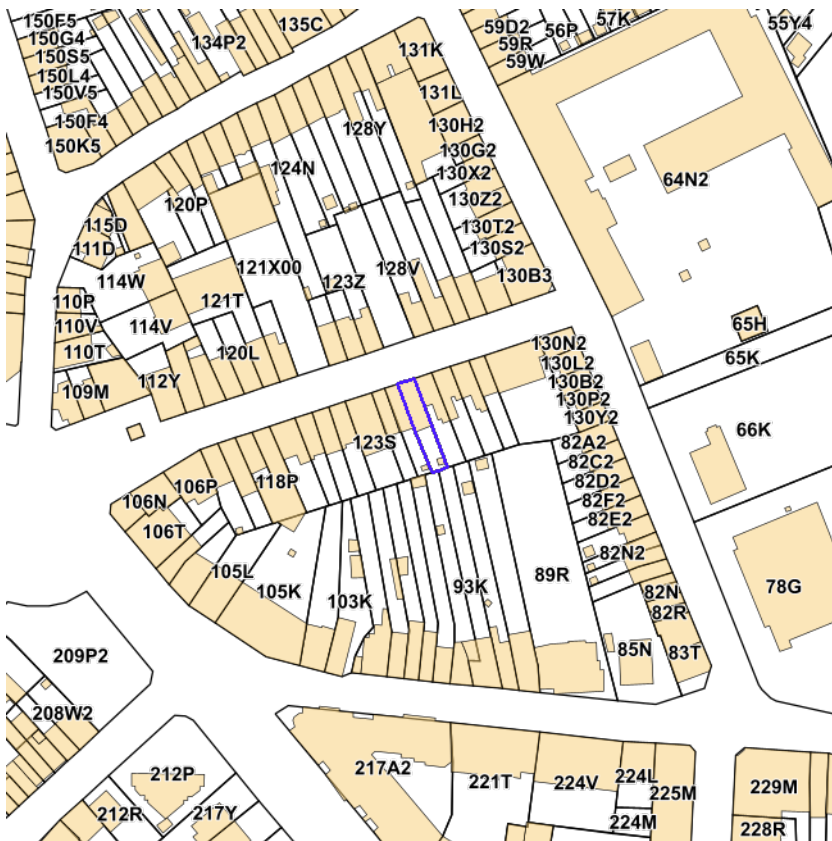 150F5
150G4
150S5
150L4
150V5
150F4
150K5
134P2
135C
131K
131L
130H2
130G2
130X2
130Z2
130T2
130S2
130B3
59D2
59R
59W
56P
57K
55Y4
64N2
128Y
124N
120P
115D
111D
114W
110P
110V
110T
114V
121T
121X00
123Z
128V
120L
112Y
109M
65H
65K
66K
130N2
130L2
130B2
130P2
130Y2
82A2
82C2
82D2
82F2
82E2
82N2
82N
82R
83T
85N
78G
123S
118P
106P
106N
106T
105L
105K
103K
93K
89R
209P2
208W2
212P
212R
217Y
217A2
221T
224V
224L
224M
225M
229M
228R